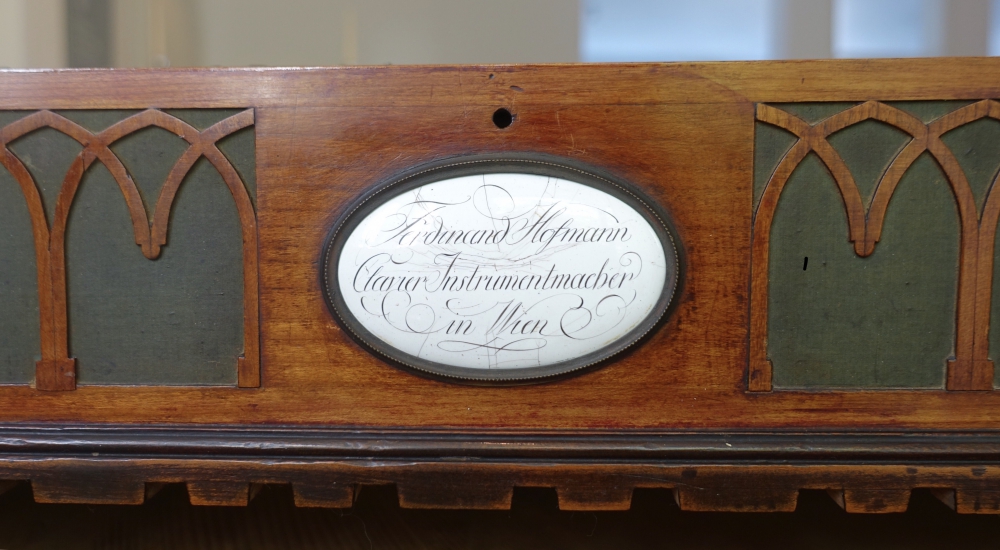 Ferdinand Hofmann
Clavier Instrumentmacher
in Wien